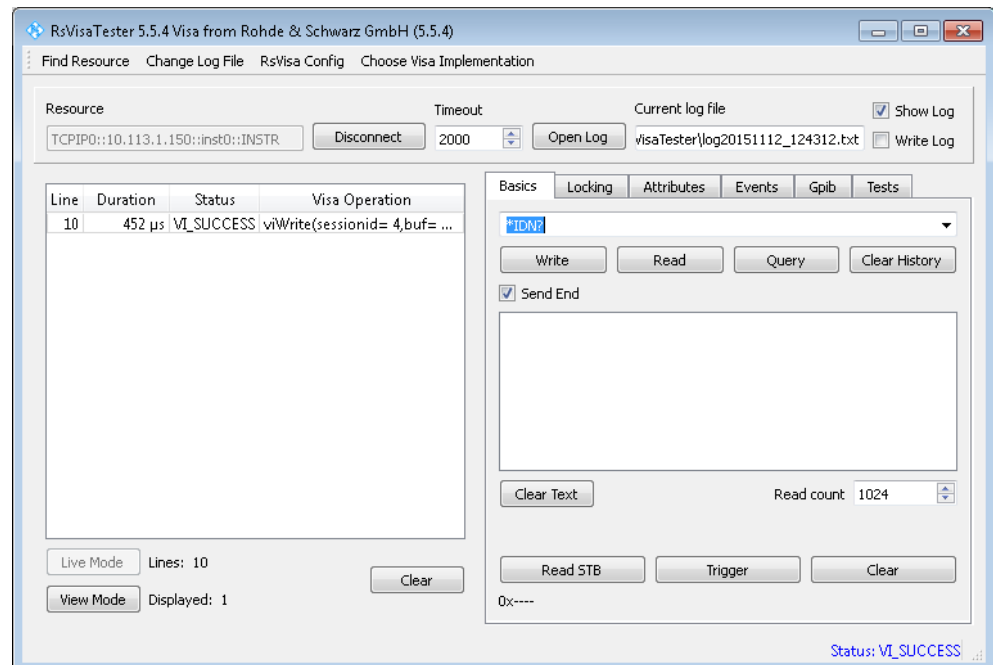 RsVisaTester 5.5.4 Visa from Rohde & Schwarz GmbH (5.5.4)
Find Resource Change Log File RsVisa Config Choose Visa Implementation
Resource Timeout Current log file Show Log
TCPIP0::10.113.1.150::inst0::INSTR Disconnect 2000 Open Log VisaTester\log20151112_124312.txt Write Log
Basics Locking Attributes Events Gpib Tests
Line Duration Status Visa Operation
10 452 µs VI_SUCCESS viWrite(sessionid= 4,buf= ...
*IDN?
Write Read Query Clear History
Send End
Clear Text Read count 1024
Live Mode Lines: 10
Clear
View Mode Displayed: 1
Read STB Trigger Clear
0x----
Status: VI_SUCCESS